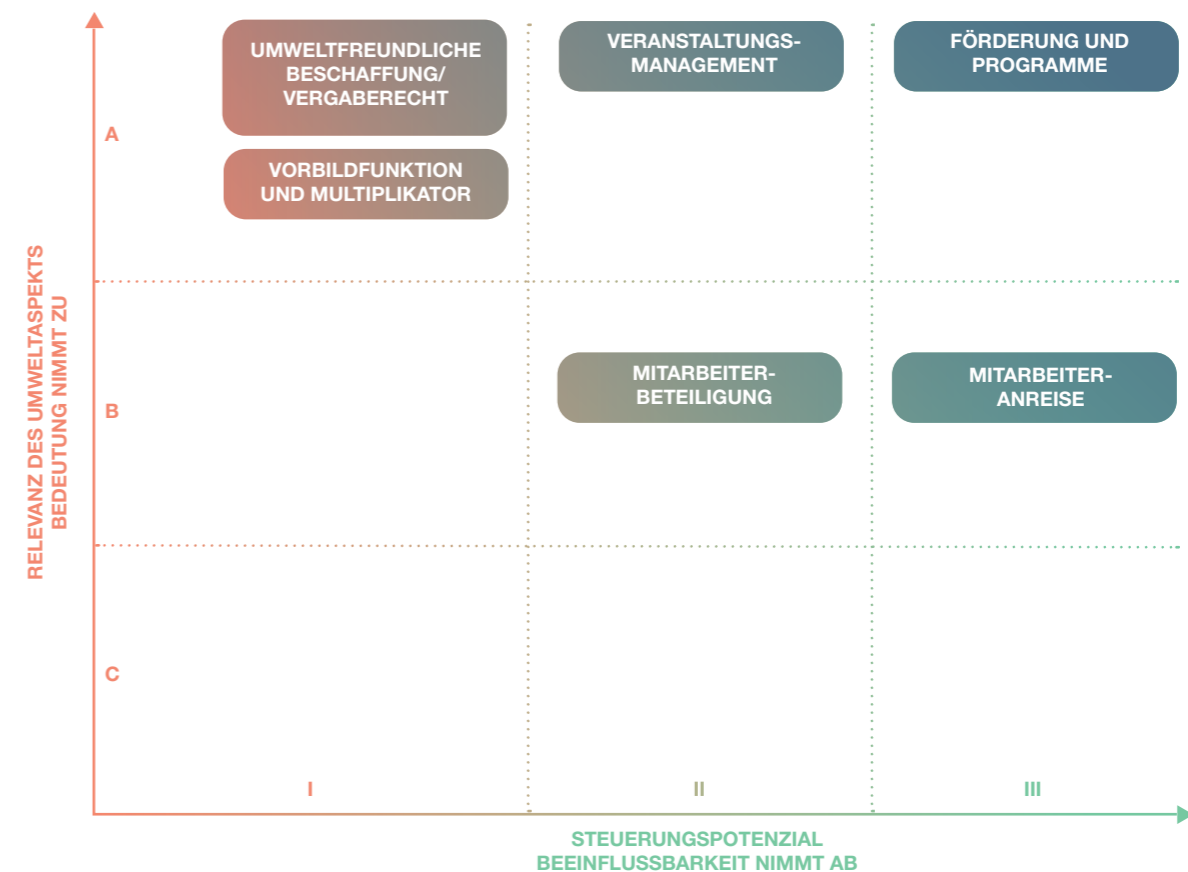 UMWELTFREUNDLICHE
BESCHAFFUNG/
VERGABERECHT
VERANSTALTUNGS-
MANAGEMENT
FÖRDERUNG UND
PROGRAMME
A
VORBILDFUNKTION
UND MULTIPLIKATOR
RELEVANZ DES UMWELTASPEKTS
BEDEUTUNG NIMMT ZU
B
MITARBEITER-
BETEILIGUNG
MITARBEITER-
ANREISE
C
I
II
III
STEUERUNGSPOTENZIAL
BEEINFLUSSBARKEIT NIMMT AB